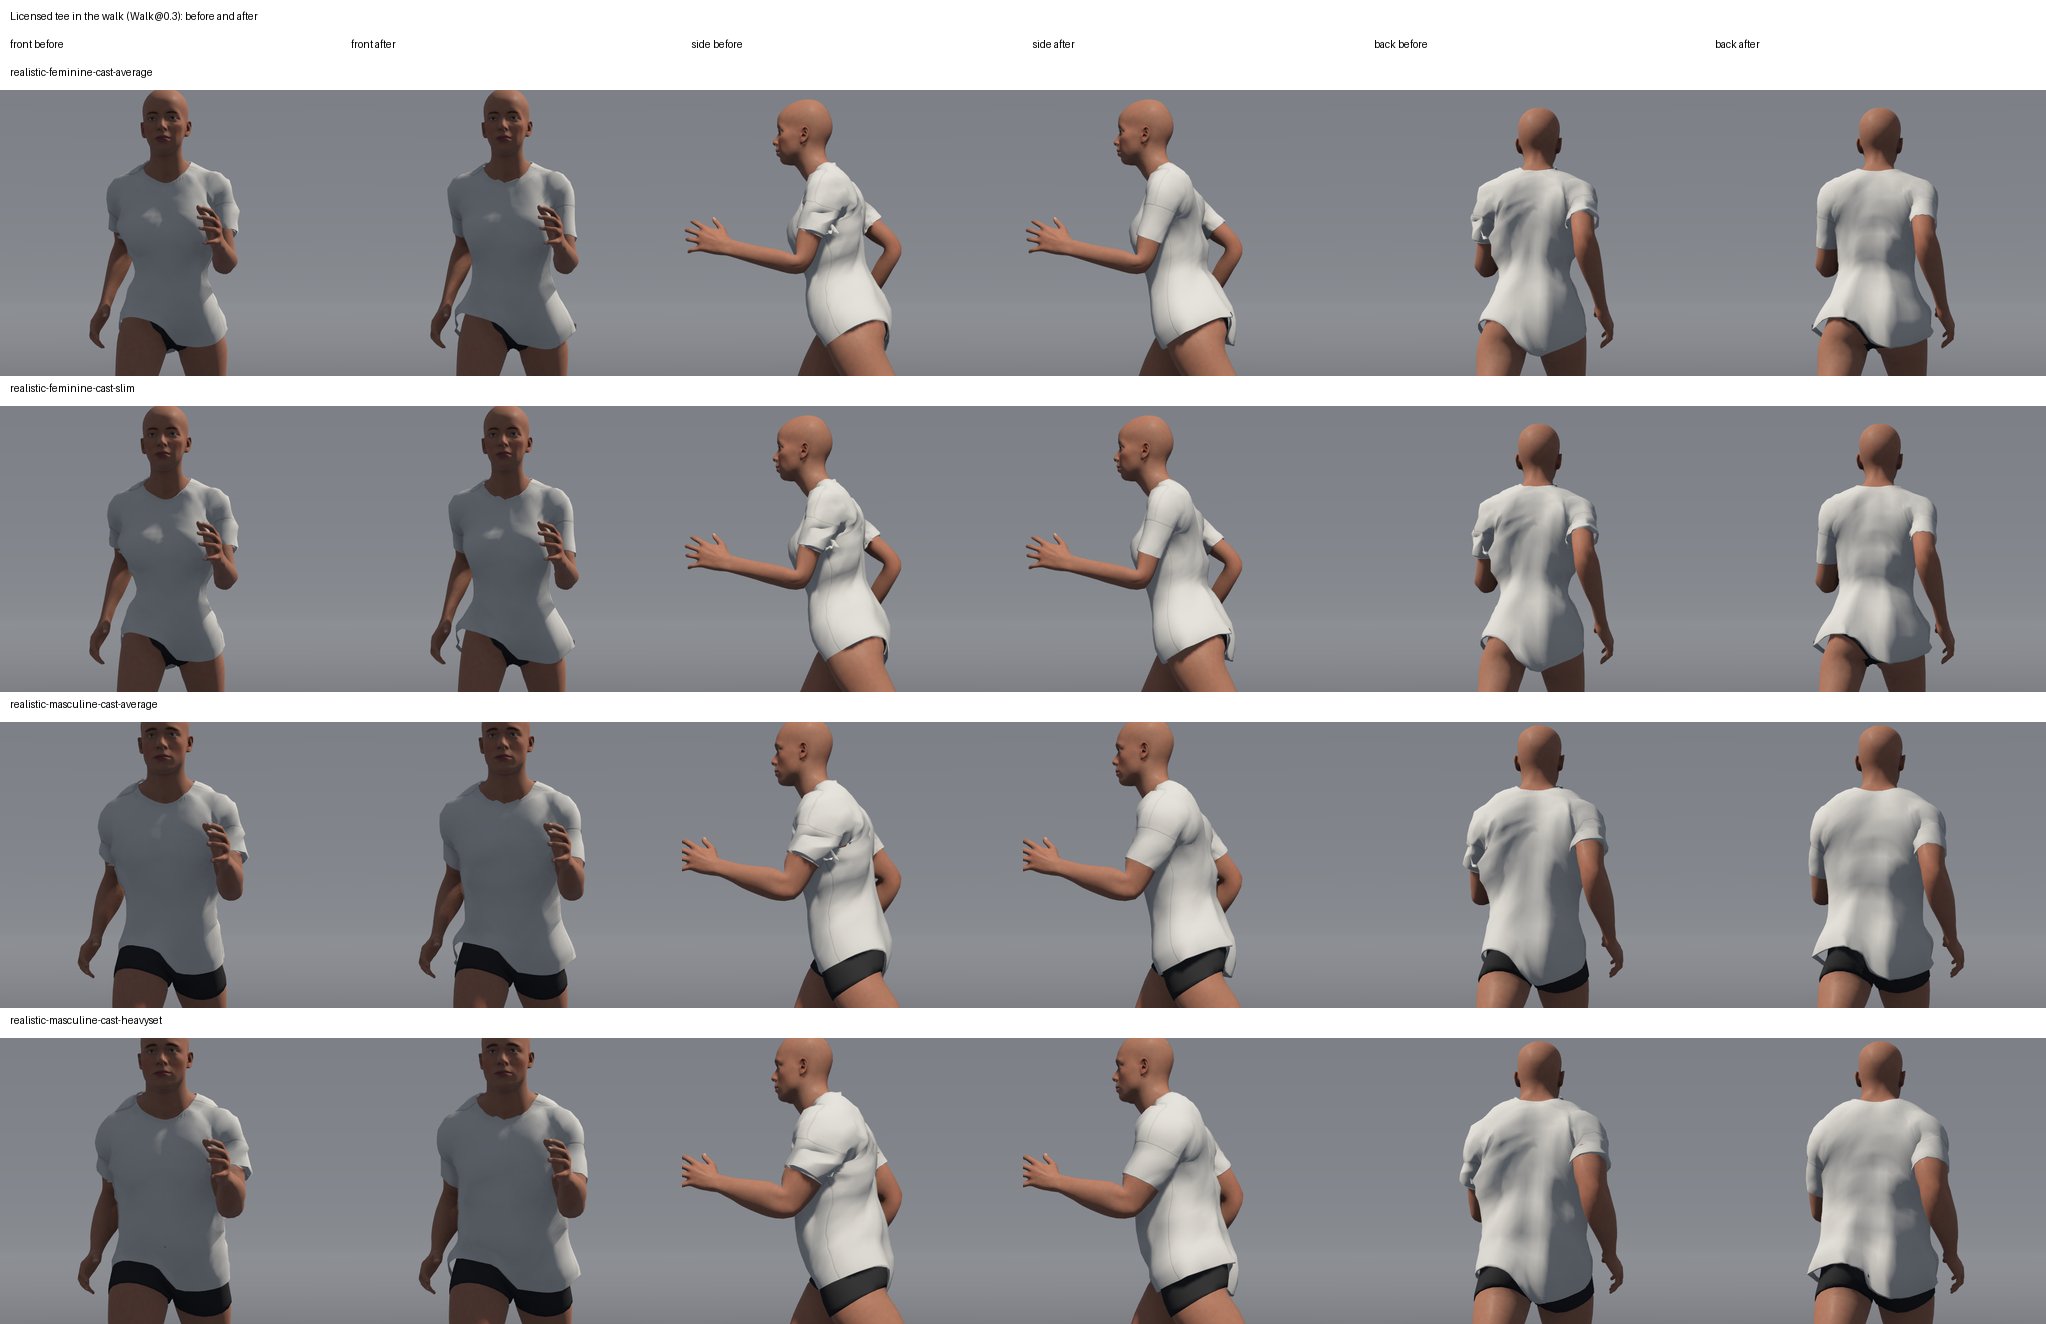 Licensed tee in the walk (Walk@0.3): before and after
front before front after side before side after back before back after
realistic-feminine-cast-average
realistic-feminine-cast-slim
realistic-masculine-cast-average
realistic-masculine-cast-heavyset